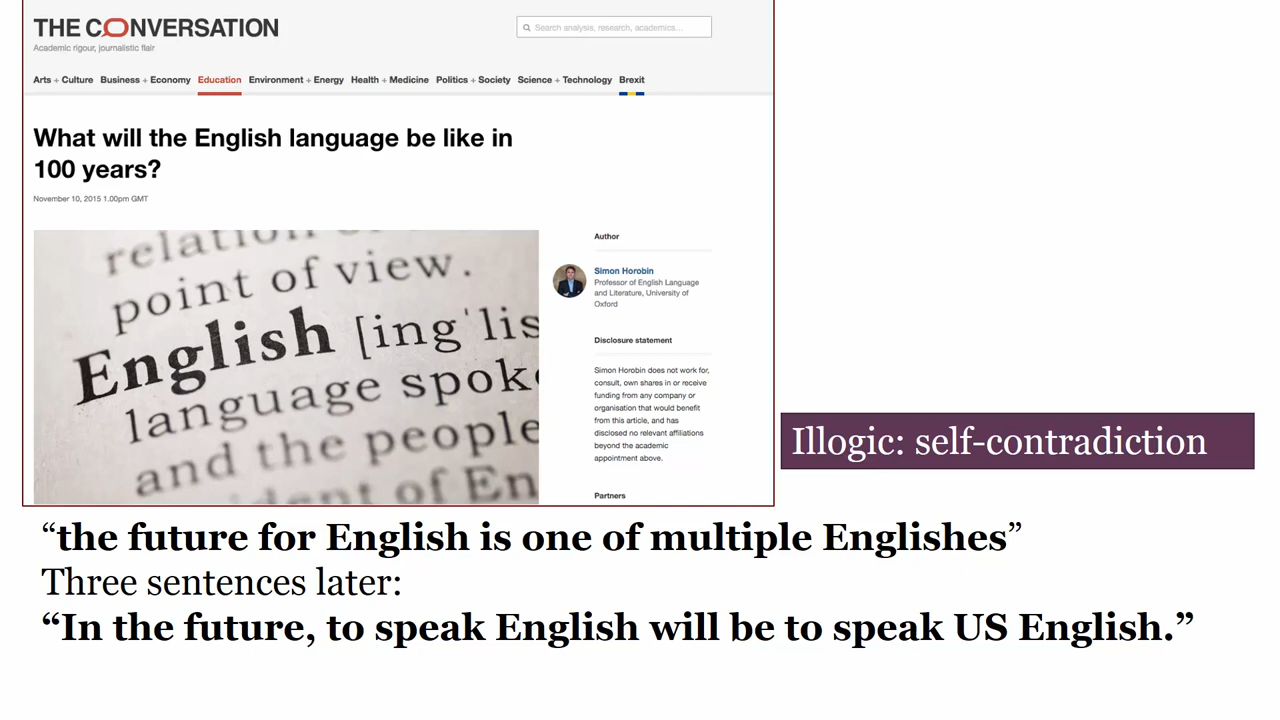 THE CONVERSATION
Academic rigour, journalistic flair
Search analysis, research, academics...
Arts + Culture Business + Economy Education Environment + Energy Health + Medicine Politics + Society Science + Technology Brexit
What will the English language be like in
100 years?
November 10, 2015 1.00pm GMT
relation
point of view.
English [ing'lis
language spok
and the people
ident of En
Author
Simon Horobin
Professor of English Language
and Literature, University of
Oxford
Disclosure statement
Simon Horobin does not work for,
consult, own shares in or receive
funding from any company or
organisation that would benefit
from this article, and has
disclosed no relevant affiliations
beyond the academic
appointment above.
Partners
Illogic: self-contradiction
“the future for English is one of multiple Englishes”
Three sentences later:
“In the future, to speak English will be to speak US English.”